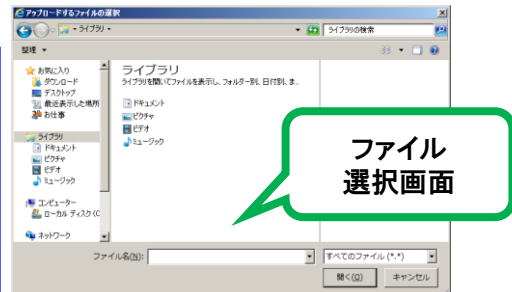 アップロードするファイルの選択
ライブラリ
ライブラリの検索
整理
お気に入り
ダウンロード
デスクトップ
最近表示した場所
お仕事
ライブラリ
ドキュメント
ピクチャ
ビデオ
ミュージック
コンピューター
ローカル ディスク (C
ネットワーク
ライブラリ
ライブラリを開いてファイルを表示し、フォルダー別、日付別、ま...
ドキュメント
ピクチャ
ビデオ
ミュージック
ファイル
選択画面
ファイル名(N):
すべてのファイル (*.*)
開く(O)
キャンセル